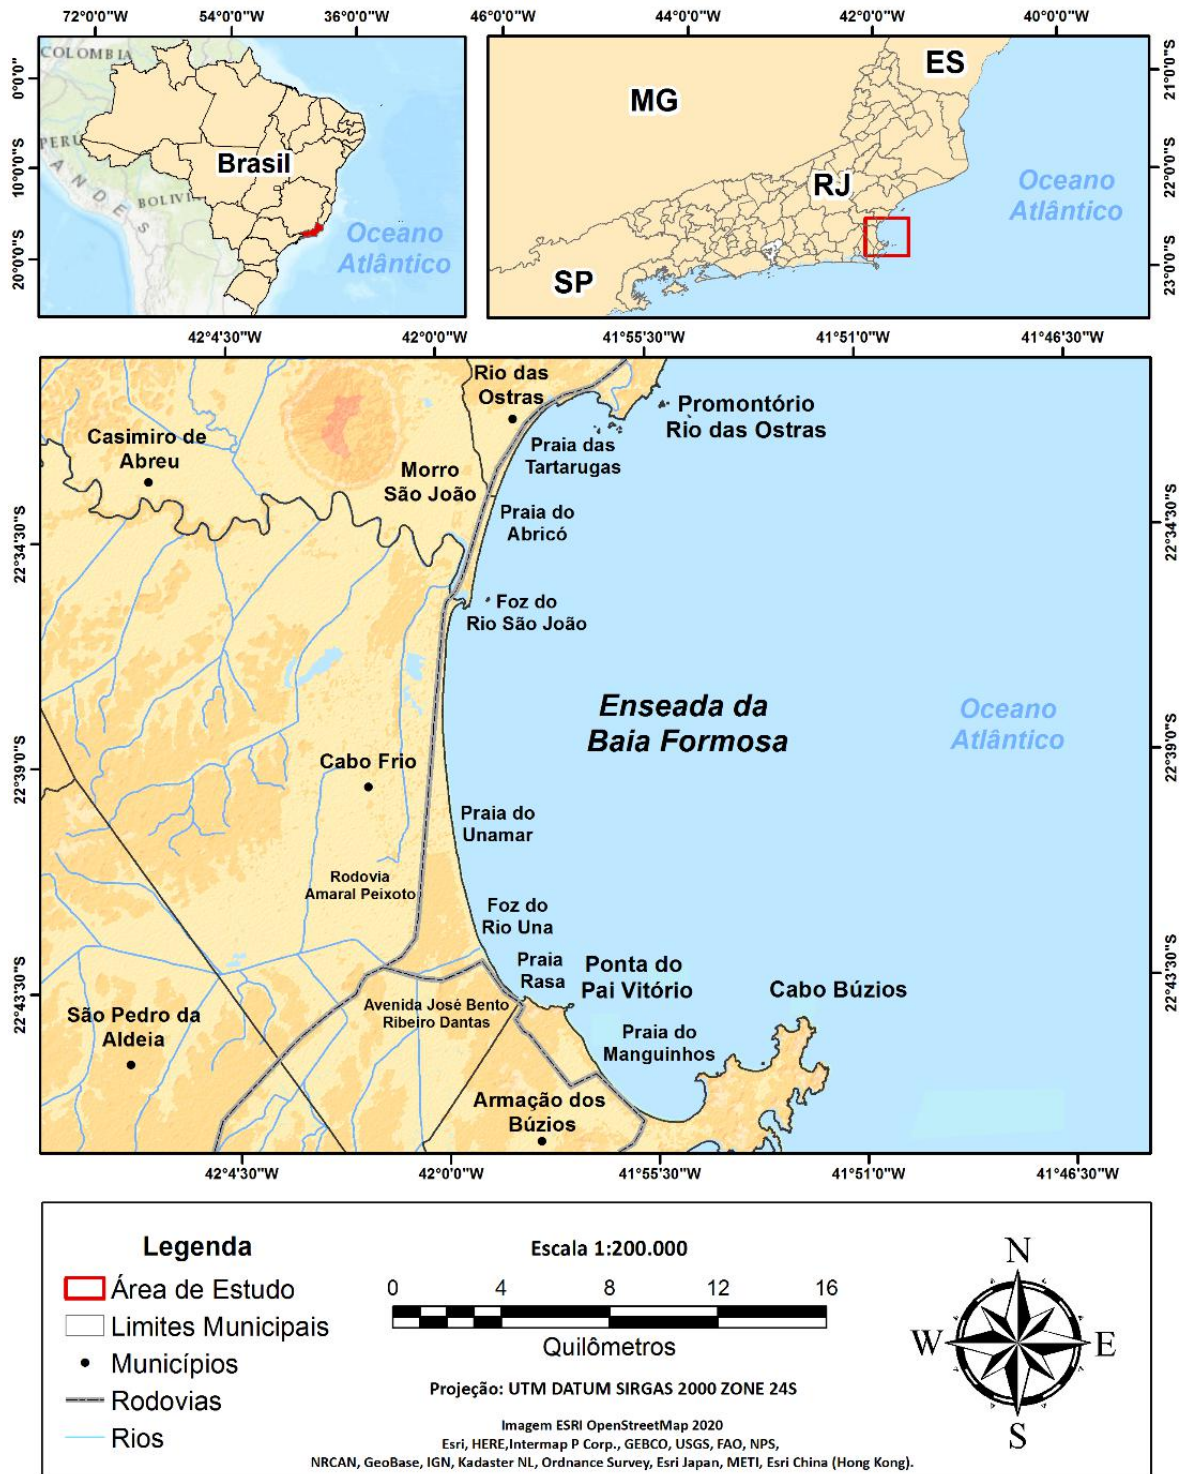 72°0'0"W
54°0'0"W
36°0'0"W
46°0'0"W
44°0'0"W
42°0'0"W
40°0'0"W
0°0'0"
10°0'0"S
20°0'0"S
COLOMBIA
PERÚ
ANDES
Brasil
Oceano
Atlântico
MG
ES
RJ
SP
Oceano
Atlântico
21°0'0"S
22°0'0"S
23°0'0"S
42°4'30"W
42°0'0"W
41°55'30"W
41°51'0"W
41°46'30"W
Rio das
Ostras
Promontório
Rio das Ostras
Casimiro de
Abreu
Morro
São João
Praia das
Tartarugas
Praia do
Abricó
22°34'30"S
22°34'30"S
Foz do
Rio São João
Enseada da
Baia Formosa
Oceano
Atlântico
22°39'0"S
22°39'0"S
Cabo Frio
Praia do
Unamar
Rodovia
Amaral Peixoto
Foz do
Rio Una
Praia
Rasa
Ponta do
Pai Vitório
Cabo Búzios
22°43'30"S
22°43'30"S
São Pedro da
Aldeia
Avenida José Bento
Ribeiro Dantas
Praia do
Manguinhos
Armação dos
Búzios
42°4'30"W
42°0'0"W
41°55'30"W
41°51'0"W
41°46'30"W
Legenda
Área de Estudo
Limites Municipais
Municípios
Rodovias
Rios
Escala 1:200.000
0 4 8 12 16
Quilômetros
Projeção: UTM DATUM SIRGAS 2000 ZONE 24S
Imagem ESRI OpenStreetMap 2020
Esri, HERE,Intermap P Corp., GEBCO, USGS, FAO, NPS,
NRCAN, GeoBase, IGN, Kadaster NL, Ordnance Survey, Esri Japan, METI, Esri China (Hong Kong).
N
W
E
S